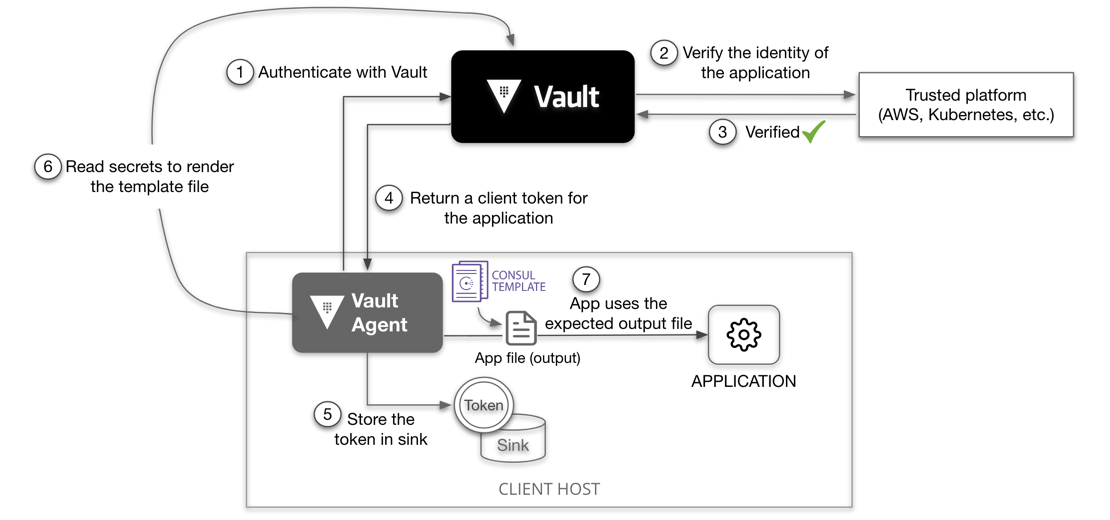 1 Authenticate with Vault
Vault
2 Verify the identity of
the application
Trusted platform
(AWS, Kubernetes, etc.)
3 Verified
6 Read secrets to render
the template file
4 Return a client token for
the application
Vault
Agent
CONSUL
TEMPLATE
7
App uses the
expected output file
App file (output)
APPLICATION
5 Store the
token in sink
Token
Sink
CLIENT HOST